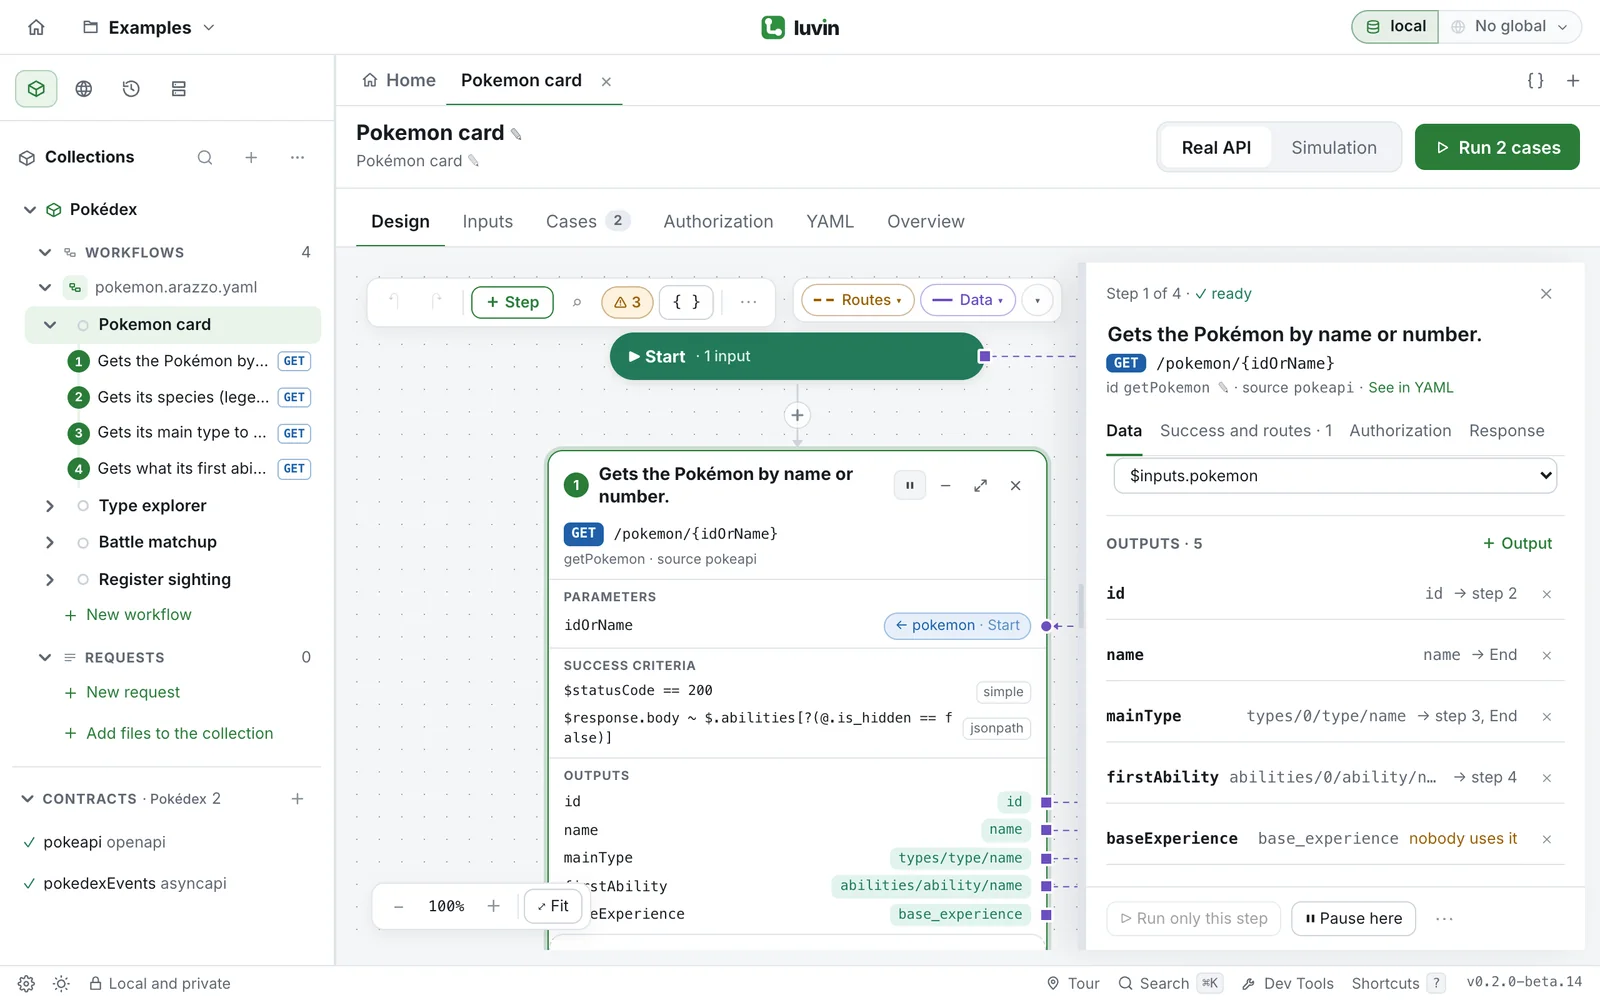 Examples
luvin
local
No global
Home
Pokemon card
Pokemon card
Pokémon card
Real API
Simulation
Run 2 cases
Collections
Pokédex
WORKFLOWS
4
pokemon.arazzo.yaml
Pokemon card
1 Gets the Pokémon by... GET
2 Gets its species (lege... GET
3 Gets its main type to ... GET
4 Gets what its first abi... GET
Type explorer
Battle matchup
Register sighting
+ New workflow
REQUESTS
0
+ New request
+ Add files to the collection
CONTRACTS · Pokédex 2
✓ pokeapi openapi
✓ pokedexEvents asyncapi
Design
Inputs
Cases 2
Authorization
YAML
Overview
+ Step
3
{ }
...
Routes
Data
Start · 1 input
1
Gets the Pokémon by name or
number.
GET /pokemon/{idOrName}
getPokemon · source pokeapi
PARAMETERS
idOrName
← pokemon · Start
SUCCESS CRITERIA
$statusCode == 200
simple
$response.body ~ $.abilities[?(@.is_hidden == f
alse)]
jsonpath
OUTPUTS
id
id
name
name
mainType
types/type/name
abilities/ability/name
base_experience
− 100% +
Fit
Step 1 of 4 · ✓ ready
Gets the Pokémon by name or number.
GET /pokemon/{idOrName}
id getPokemon · source pokeapi · See in YAML
Data
Success and routes · 1
Authorization
Response
$inputs.pokemon
OUTPUTS · 5
+ Output
id
id → step 2
name
name → End
mainType
types/0/type/name → step 3, End
firstAbility
abilities/0/ability/n… → step 4
baseExperience
base_experience nobody uses it
Run only this step
Pause here
...
Local and private
Tour
Search ⌘K
Dev Tools
Shortcuts ?
v0.2.0-beta.14